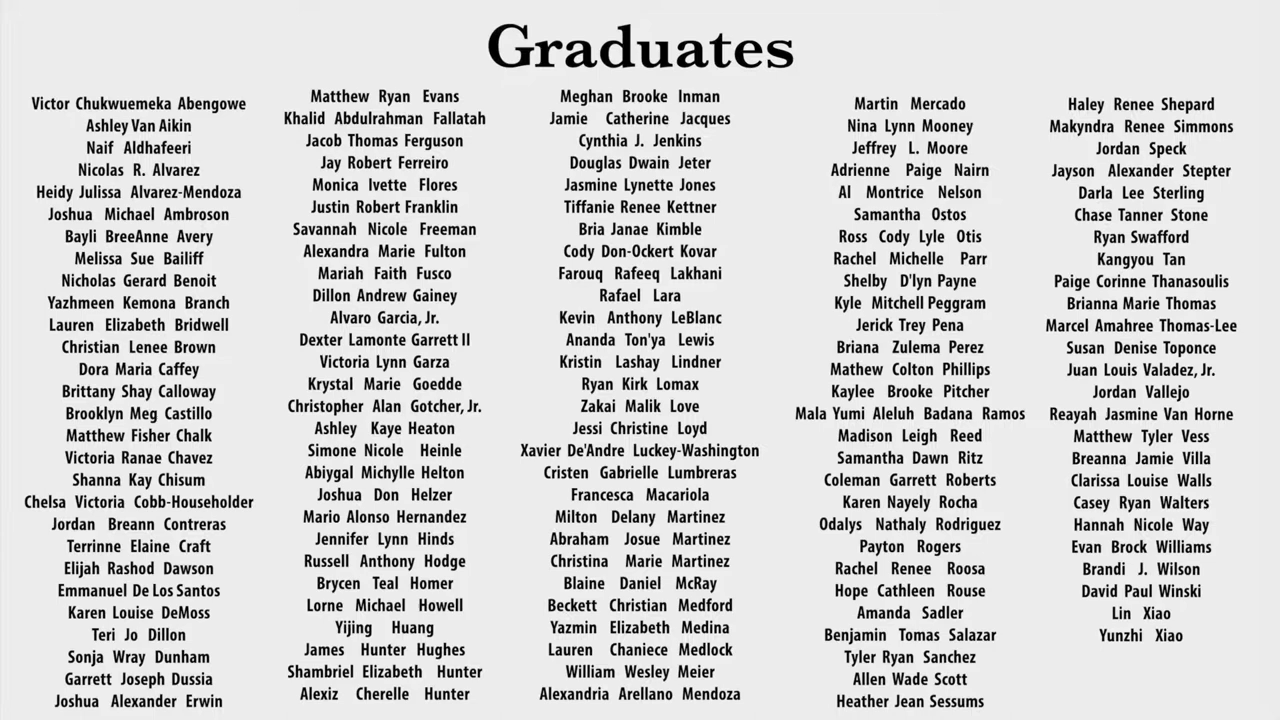 Graduates
Victor Chukwuemeka Abengowe
Ashley Van Aikin
Naif Aldhafeeri
Nicolas R. Alvarez
Heidy Julissa Alvarez-Mendoza
Joshua Michael Ambroson
Bayli BreeAnne Avery
Melissa Sue Bailiff
Nicholas Gerard Benoit
Yazhmeen Kemona Branch
Lauren Elizabeth Bridwell
Christian Lenee Brown
Dora Maria Caffey
Brittany Shay Calloway
Brooklyn Meg Castillo
Matthew Fisher Chalk
Victoria Ranae Chavez
Shanna Kay Chisum
Chelsa Victoria Cobb-Householder
Jordan Breann Contreras
Terrinne Elaine Craft
Elijah Rashod Dawson
Emmanuel De Los Santos
Karen Louise DeMoss
Teri Jo Dillon
Sonja Wray Dunham
Garrett Joseph Dussia
Joshua Alexander Erwin
Matthew Ryan Evans
Khalid Abdulrahman Fallatah
Jacob Thomas Ferguson
Jay Robert Ferreiro
Monica Ivette Flores
Justin Robert Franklin
Savannah Nicole Freeman
Alexandra Marie Fulton
Mariah Faith Fusco
Dillon Andrew Gainey
Alvaro Garcia, Jr.
Dexter Lamonte Garrett II
Victoria Lynn Garza
Krystal Marie Goedde
Christopher Alan Gotcher, Jr.
Ashley Kaye Heaton
Simone Nicole Heinle
Abiygal Michylle Helton
Joshua Don Helzer
Mario Alonso Hernandez
Jennifer Lynn Hinds
Russell Anthony Hodge
Brycen Teal Homer
Lorne Michael Howell
Yijing Huang
James Hunter Hughes
Shambriel Elizabeth Hunter
Alexiz Cherelle Hunter
Meghan Brooke Inman
Jamie Catherine Jacques
Cynthia J. Jenkins
Douglas Dwain Jeter
Jasmine Lynette Jones
Tiffanie Renee Kettner
Bria Janae Kimble
Cody Don-Ockert Kovar
Farouq Rafeeq Lakhani
Rafael Lara
Kevin Anthony LeBlanc
Ananda Ton'ya Lewis
Kristin Lashay Lindner
Ryan Kirk Lomax
Zakai Malik Love
Jessi Christine Loyd
Xavier De'Andre Luckey-Washington
Cristen Gabrielle Lumbreras
Francesca Macariola
Milton Delany Martinez
Abraham Josue Martinez
Christina Marie Martinez
Blaine Daniel McRay
Beckett Christian Medford
Yazmin Elizabeth Medina
Lauren Chaniece Medlock
William Wesley Meier
Alexandria Arellano Mendoza
Martin Mercado
Nina Lynn Mooney
Jeffrey L. Moore
Adrienne Paige Nairn
Al Montrice Nelson
Samantha Ostos
Ross Cody Lyle Otis
Rachel Michelle Parr
Shelby D'lyn Payne
Kyle Mitchell Peggram
Jerick Trey Pena
Briana Zulema Perez
Mathew Colton Phillips
Kaylee Brooke Pitcher
Mala Yumi Aleluh Badana Ramos
Madison Leigh Reed
Samantha Dawn Ritz
Coleman Garrett Roberts
Karen Nayely Rocha
Odalys Nathaly Rodriguez
Payton Rogers
Rachel Renee Roosa
Hope Cathleen Rouse
Amanda Sadler
Benjamin Tomas Salazar
Tyler Ryan Sanchez
Allen Wade Scott
Heather Jean Sessums
Haley Renee Shepard
Makyndra Renee Simmons
Jordan Speck
Jayson Alexander Stepter
Darla Lee Sterling
Chase Tanner Stone
Ryan Swafford
Kangyou Tan
Paige Corinne Thanasoulis
Brianna Marie Thomas
Marcel Amahree Thomas-Lee
Susan Denise Toponce
Juan Louis Valadez, Jr.
Jordan Vallejo
Reayah Jasmine Van Horne
Matthew Tyler Vess
Breanna Jamie Villa
Clarissa Louise Walls
Casey Ryan Walters
Hannah Nicole Way
Evan Brock Williams
Brandi J. Wilson
David Paul Winski
Lin Xiao
Yunzhi Xiao